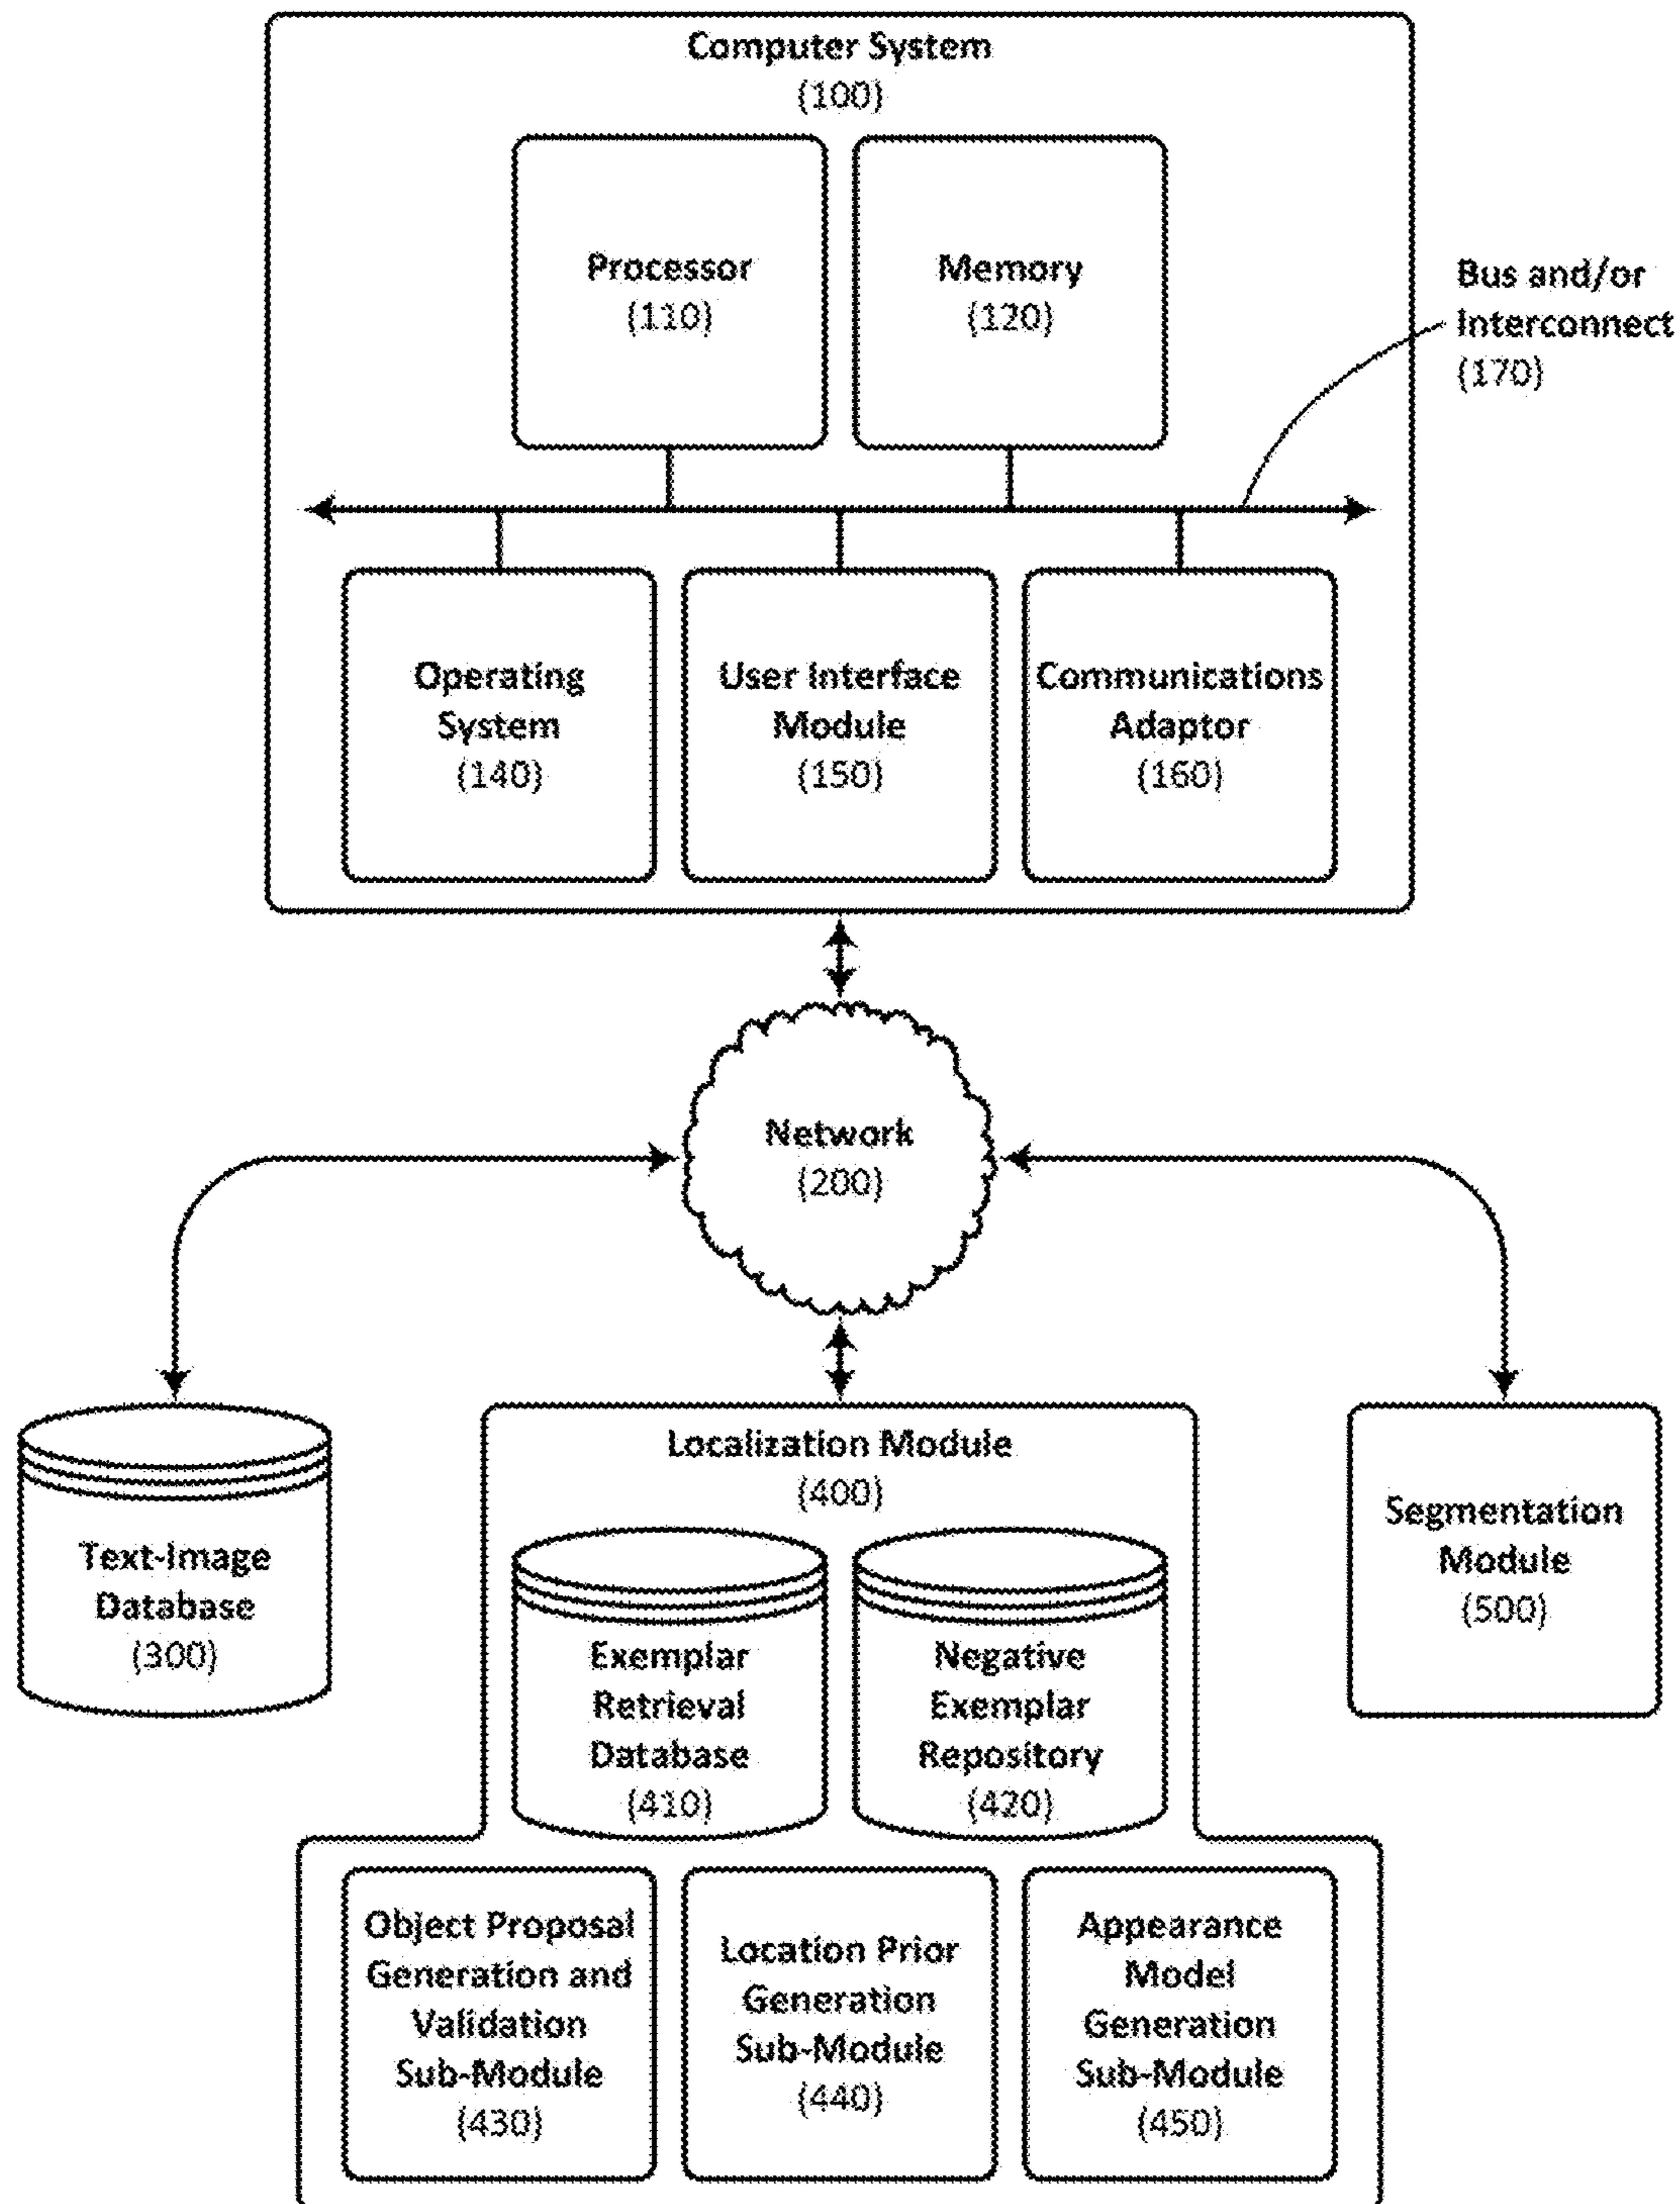 Computer System
(100)
Processor
(110)
Memory
(120)
Bus and/or
Interconnect
(170)
Operating
System
(140)
User Interface
Module
(150)
Communications
Adaptor
(160)
Network
(200)
Text-Image
Database
(300)
Localization Module
(400)
Exemplar
Retrieval
Database
(410)
Negative
Exemplar
Repository
(420)
Segmentation
Module
(500)
Object Proposal
Generation and
Validation
Sub-Module
(430)
Location Prior
Generation
Sub-Module
(440)
Appearance
Model
Generation
Sub-Module
(450)